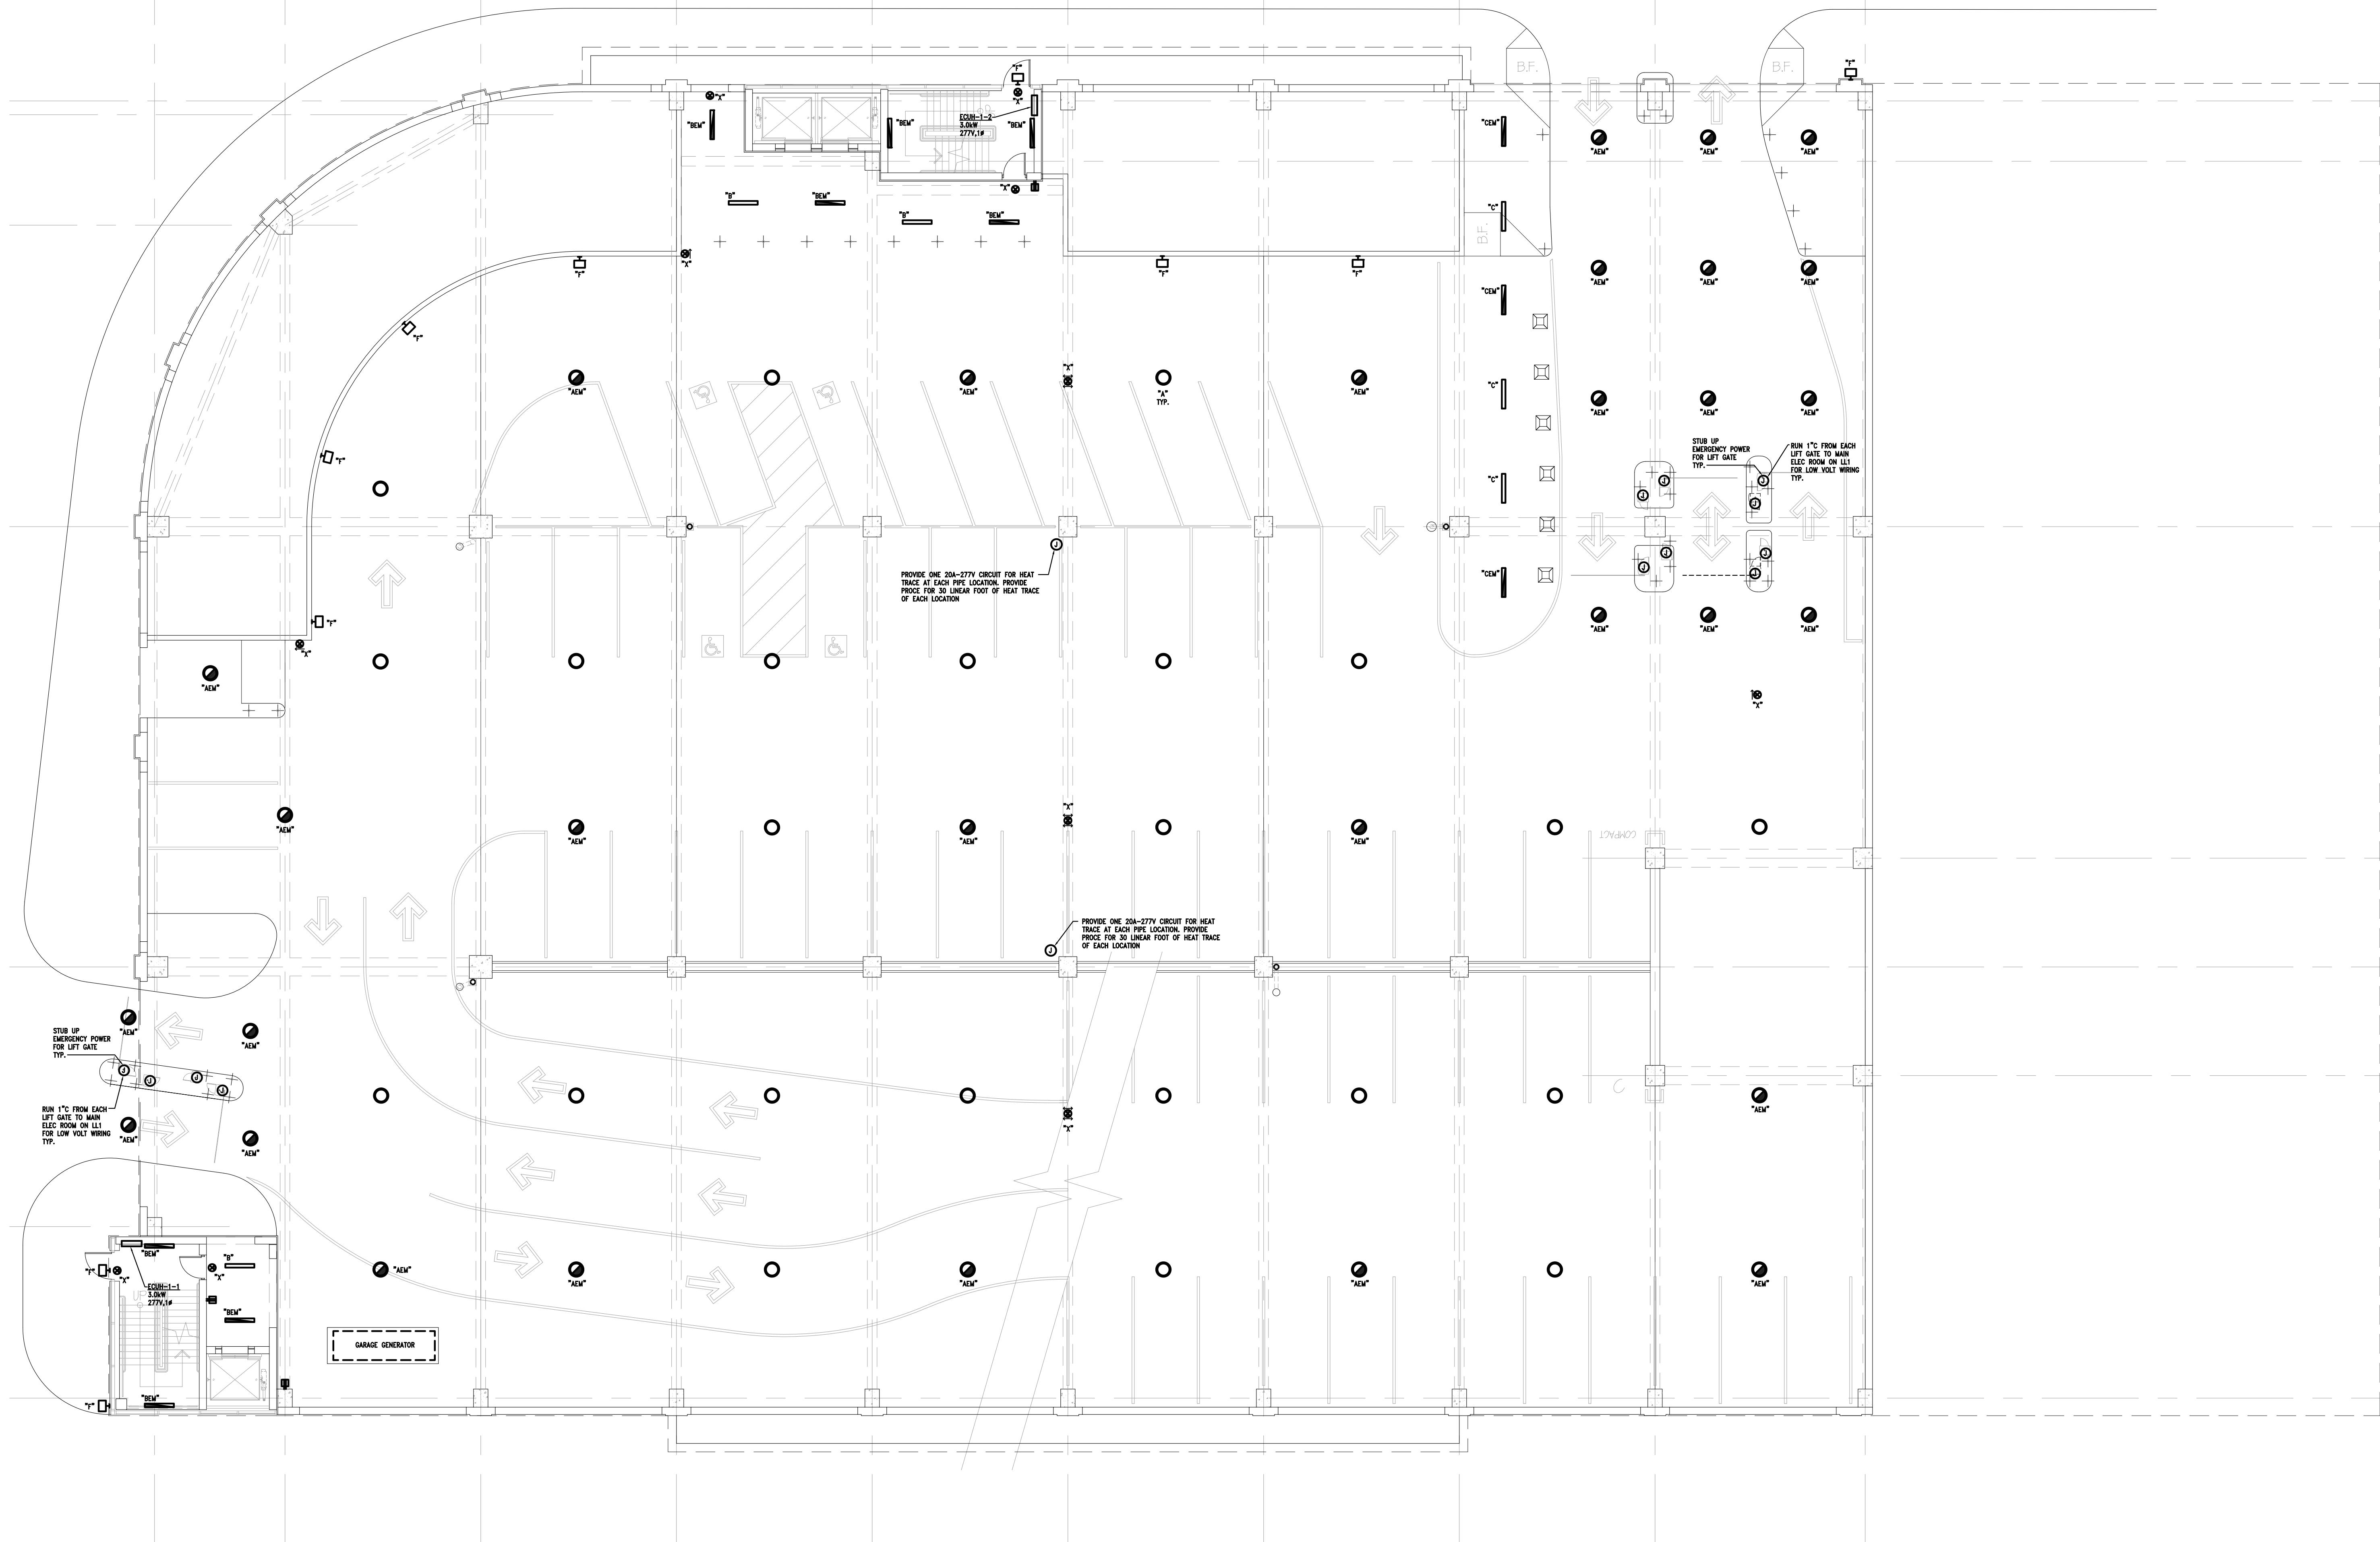 B.F.
B.F.
"F"
"F"
"X"
"X"
"BEM"
"BEM"
ECUH-1-2
3.0kW
277V,1Ø
"BEM"
"CEM"
"AEM"
"AEM"
"AEM"
"X"
"B"
"BEM"
"B"
"BEM"
"C"
B.F.
"X"
"F"
"F"
"F"
"AEM"
"AEM"
"AEM"
"CEM"
"F"
"X"
"AEM"
"AEM"
"A"
TYP.
"AEM"
"C"
"AEM"
"AEM"
"AEM"
STUB UP
EMERGENCY POWER
FOR LIFT GATE
TYP.
RUN 1"C FROM EACH
LIFT GATE TO MAIN
ELEC ROOM ON LL1
FOR LOW VOLT WIRING
TYP.
"F"
"C"
J
J
J
J
J
J
J
J
J
PROVIDE ONE 20A-277V CIRCUIT FOR HEAT
TRACE AT EACH PIPE LOCATION. PROVIDE
PROCE FOR 30 LINEAR FOOT OF HEAT TRACE
OF EACH LOCATION
"CEM"
"F"
"AEM"
"AEM"
"AEM"
"X"
"AEM"
"X"
"X"
"AEM"
"AEM"
"AEM"
"AEM"
COMPACT
PROVIDE ONE 20A-277V CIRCUIT FOR HEAT
TRACE AT EACH PIPE LOCATION. PROVIDE
PROCE FOR 30 LINEAR FOOT OF HEAT TRACE
OF EACH LOCATION
J
"AEM"
"AEM"
STUB UP
EMERGENCY POWER
FOR LIFT GATE
TYP.
J
J
J
J
C
"AEM"
RUN 1"C FROM EACH
LIFT GATE TO MAIN
ELEC ROOM ON LL1
FOR LOW VOLT WIRING
TYP.
"AEM"
"AEM"
"X"
"BEM"
"B"
"F"
"X"
"X"
"AEM"
"AEM"
"AEM"
"AEM"
"AEM"
ECUH-1-1
3.0kW
277V,1Ø
UP
"BEM"
GARAGE GENERATOR
"BEM"
"F"